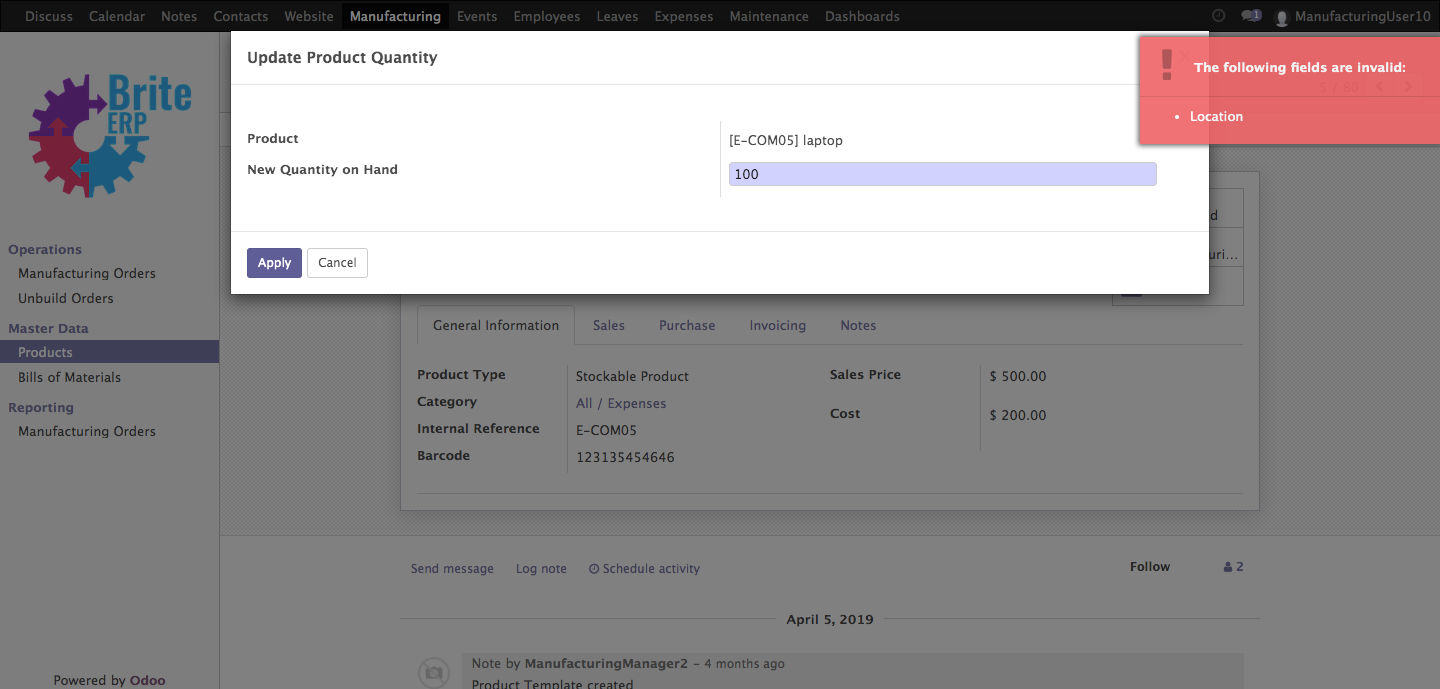 Discuss Calendar Notes Contacts Website Manufacturing Events Employees Leaves Expenses Maintenance Dashboards 1 ManufacturingUser10
Update Product Quantity
The following fields are invalid:
5 / 80
• Location
Brite
ERP
Product [E-COM05] laptop
New Quantity on Hand 100
Apply Cancel
Operations
Manufacturing Orders
Unbuild Orders
Master Data
Products
Bills of Materials
Reporting
Manufacturing Orders
General Information Sales Purchase Invoicing Notes
Product Type Stockable Product Sales Price $ 500.00
Category All / Expenses
Cost $ 200.00
Internal Reference E-COM05
Barcode 123135454646
Send message Log note Schedule activity Follow 2
April 5, 2019
Note by ManufacturingManager2 - 4 months ago
Product Template created
Powered by Odoo